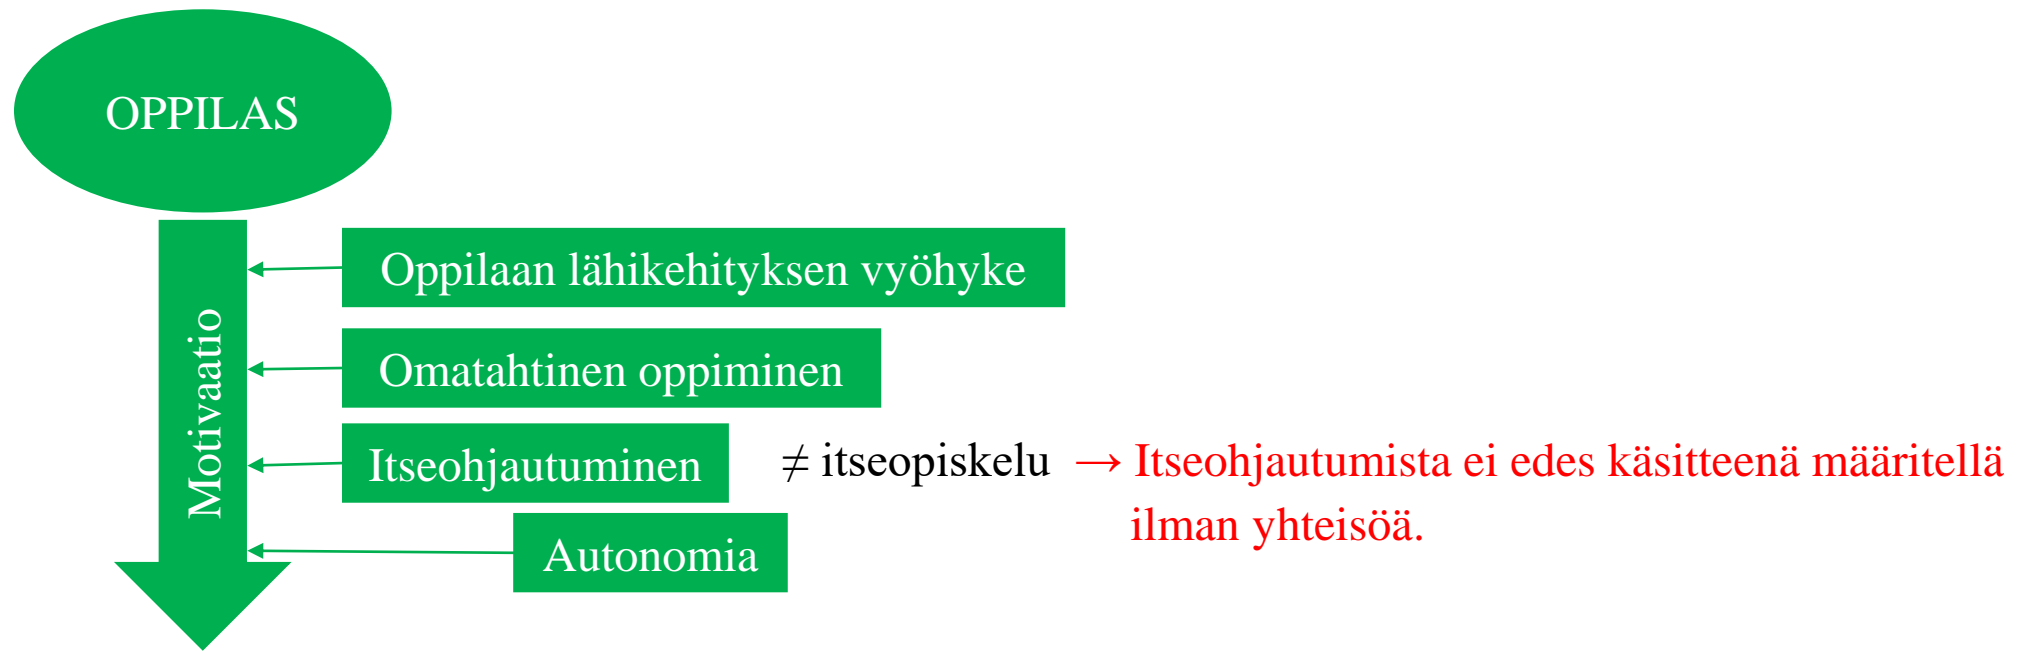 OPPILAS
Motivaatio
Oppilaan lähikehityksen vyöhyke
Omatahtinen oppiminen
Itseohjautuminen ≠ itseopiskelu → Itseohjautumista ei edes käsitteenä määritellä
ilman yhteisöä.
Autonomia